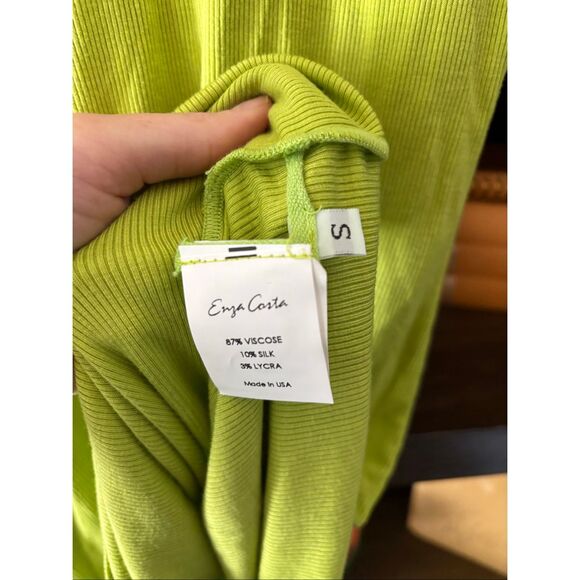 S
Enza Costa
87% VISCOSE
10% SILK
3% LYCRA
Made in USA